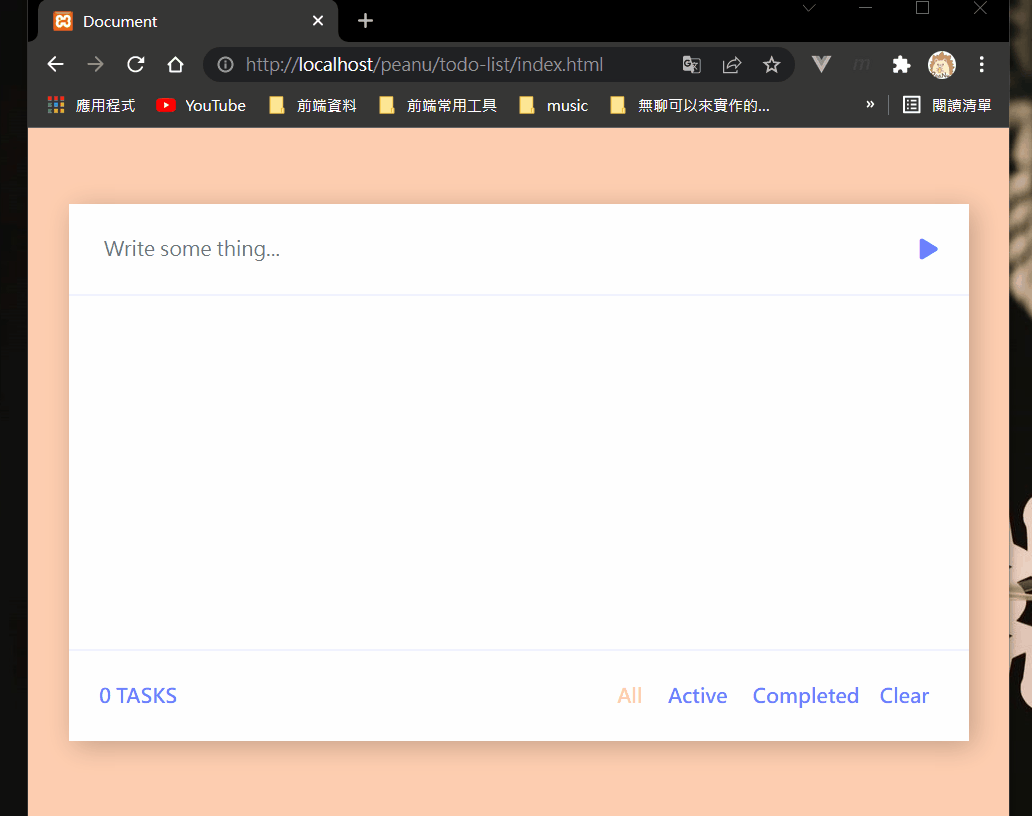 Document
http://localhost/peanu/todo-list/index.html
應用程式 YouTube 前端資料 前端常用工具 music 無聊可以來實作的... » 閱讀清單
Write some thing...
0 TASKS All Active Completed Clear